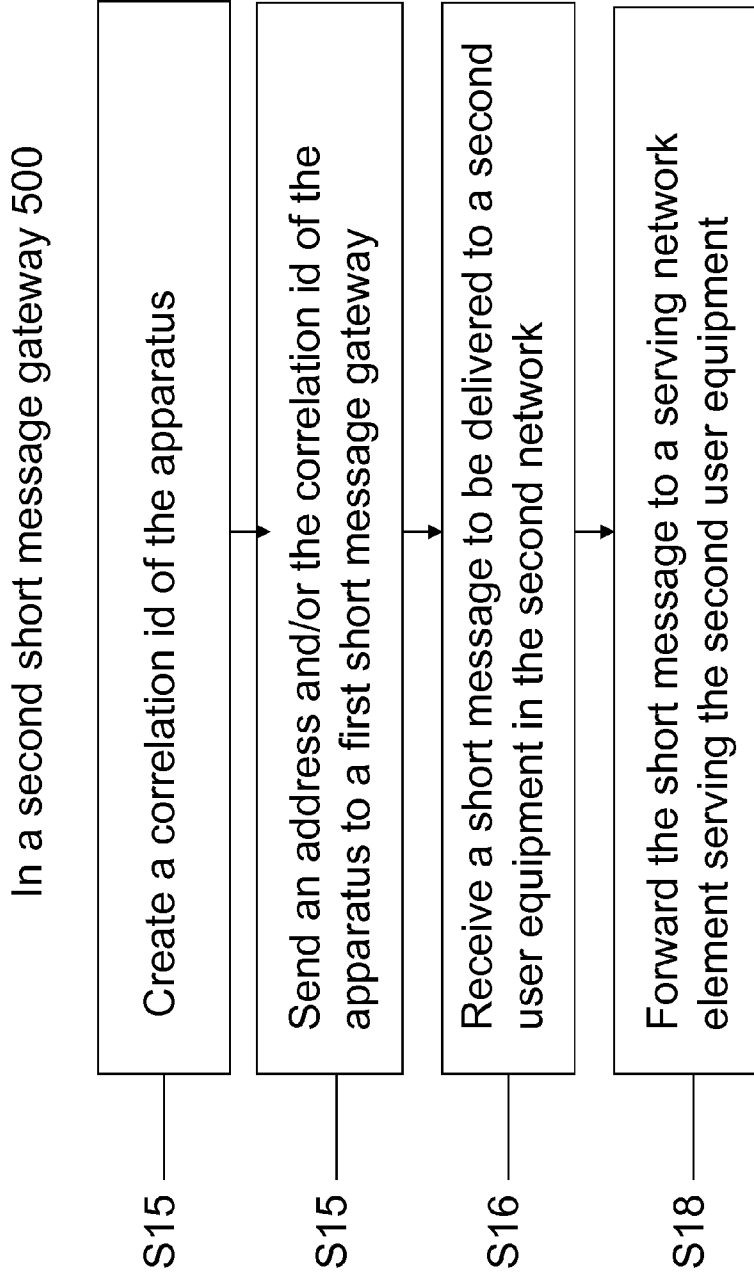 In a second short message gateway 500
S15
Create a correlation id of the apparatus
S15
Send an address and/or the correlation id of the
apparatus to a first short message gateway
S16
Receive a short message to be delivered to a second
user equipment in the second network
S18
Forward the short message to a serving network
element serving the second user equipment